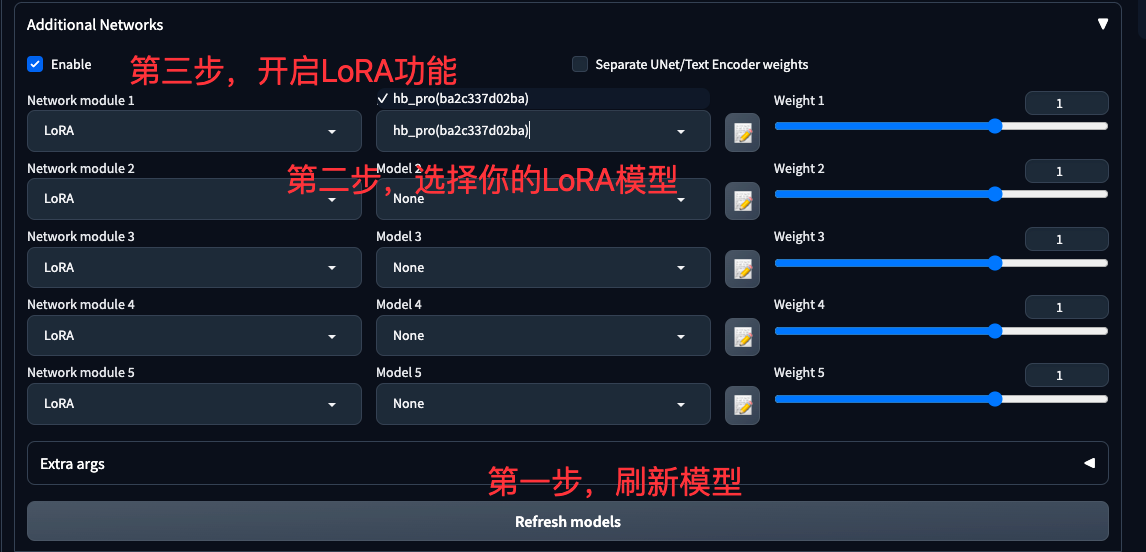 Additional Networks
Enable
第三步，开启LoRA功能
Separate UNet/Text Encoder weights
Network module 1
✓ hb_pro(ba2c337d02ba)
Weight 1
1
LoRA
hb_pro(ba2c337d02ba)
Network module 2
Model 2
Weight 2
1
第二步，选择你的LoRA模型
LoRA
None
Network module 3
Model 3
Weight 3
1
LoRA
None
Network module 4
Model 4
Weight 4
1
LoRA
None
Network module 5
Model 5
Weight 5
1
LoRA
None
Extra args
第一步，刷新模型
Refresh models